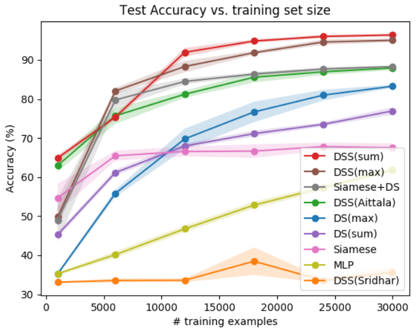 Test Accuracy vs. training set size
Accuracy (%)
90
80
70
60
50
40
30
DSS(sum)
DSS(max)
Siamese+DS
DSS(Aittala)
DS(max)
DS(sum)
Siamese
MLP
DSS(Sridhar)
0
5000
10000
15000
20000
25000
30000
# training examples